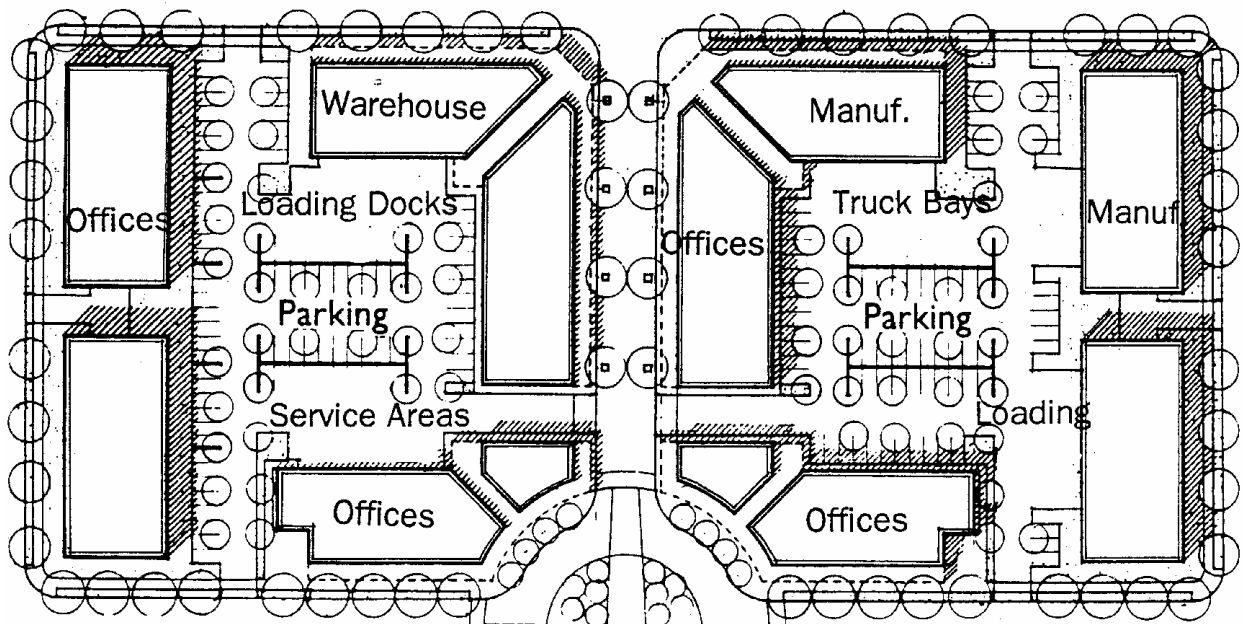 Warehouse
Manuf.
Offices
Loading Docks
Offices
Truck Bays
Manuf
Parking
Parking
Service Areas
Loading
Offices
Offices